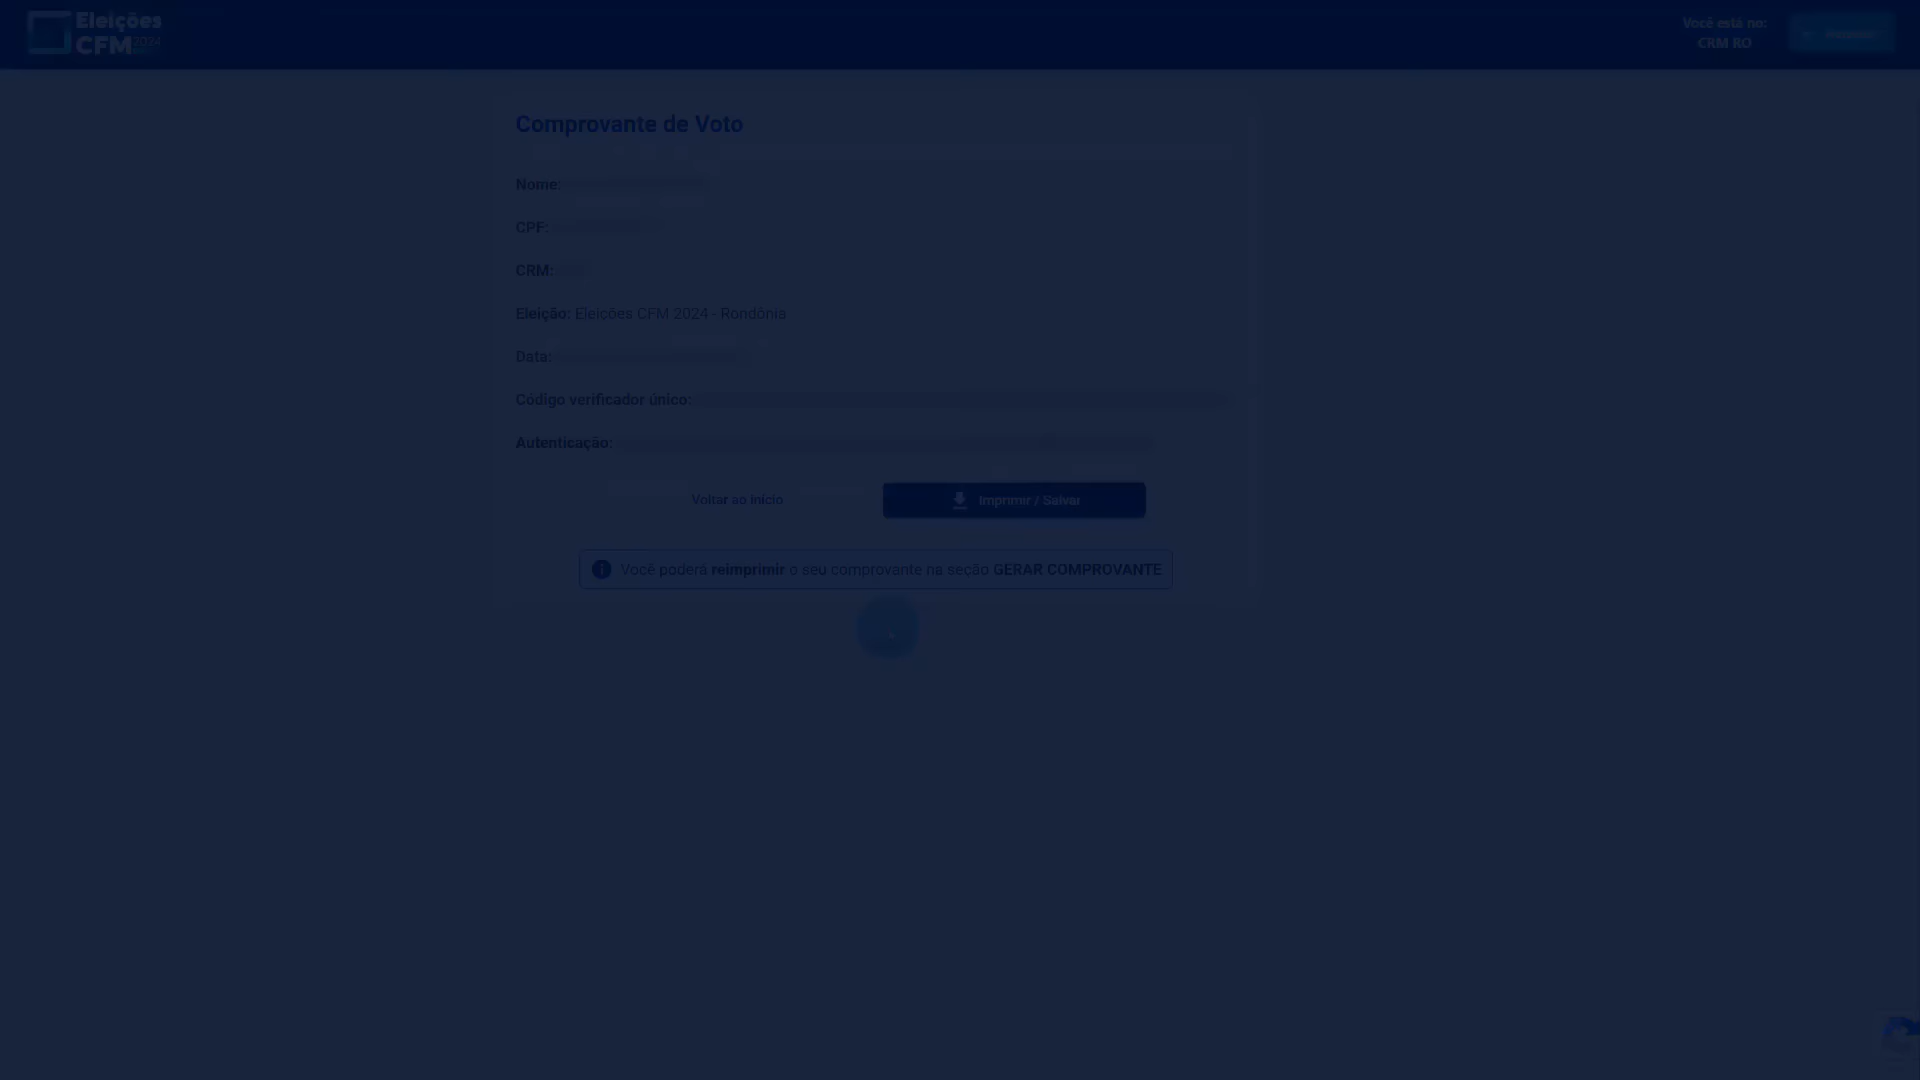 Eleições
CFM 2024
Você está no:
CRM RO
Comprovante de Voto
Nome:
CPF:
CRM:
Eleição: Eleições CFM 2024 - Rondônia
Data:
Código verificador único:
Autenticação:
Voltar ao início
Imprimir / Salvar
Você poderá reimprimir o seu comprovante na seção GERAR COMPROVANTE